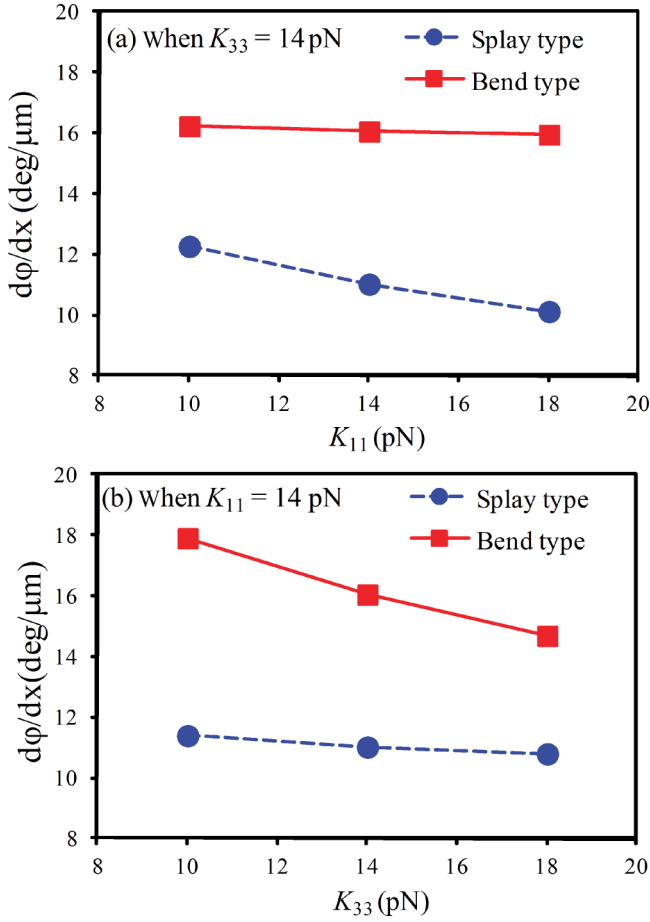 20
(a) When K33 = 14 pN
Splay type
18
Bend type
16
14
12
10
8
8 10 12 14 16 18 20
dφ/dx (deg/μm)
K11 (pN)
20
(b) When K11 = 14 pN
Splay type
18
Bend type
16
14
12
10
8
8 10 12 14 16 18 20
dφ/dx(deg/μm)
K33 (pN)